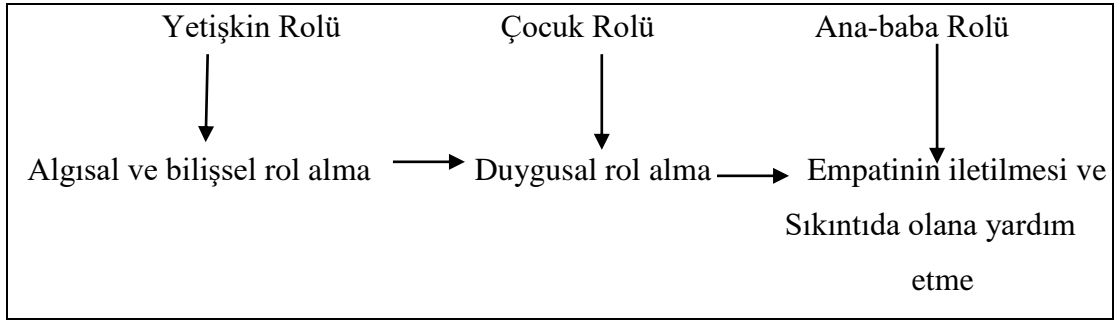 Yetişkin Rolü Çocuk Rolü Ana-baba Rolü
Algısal ve bilişsel rol alma Duygusal rol alma Empatinin iletilmesi ve
Sıkıntıda olana yardım
etme